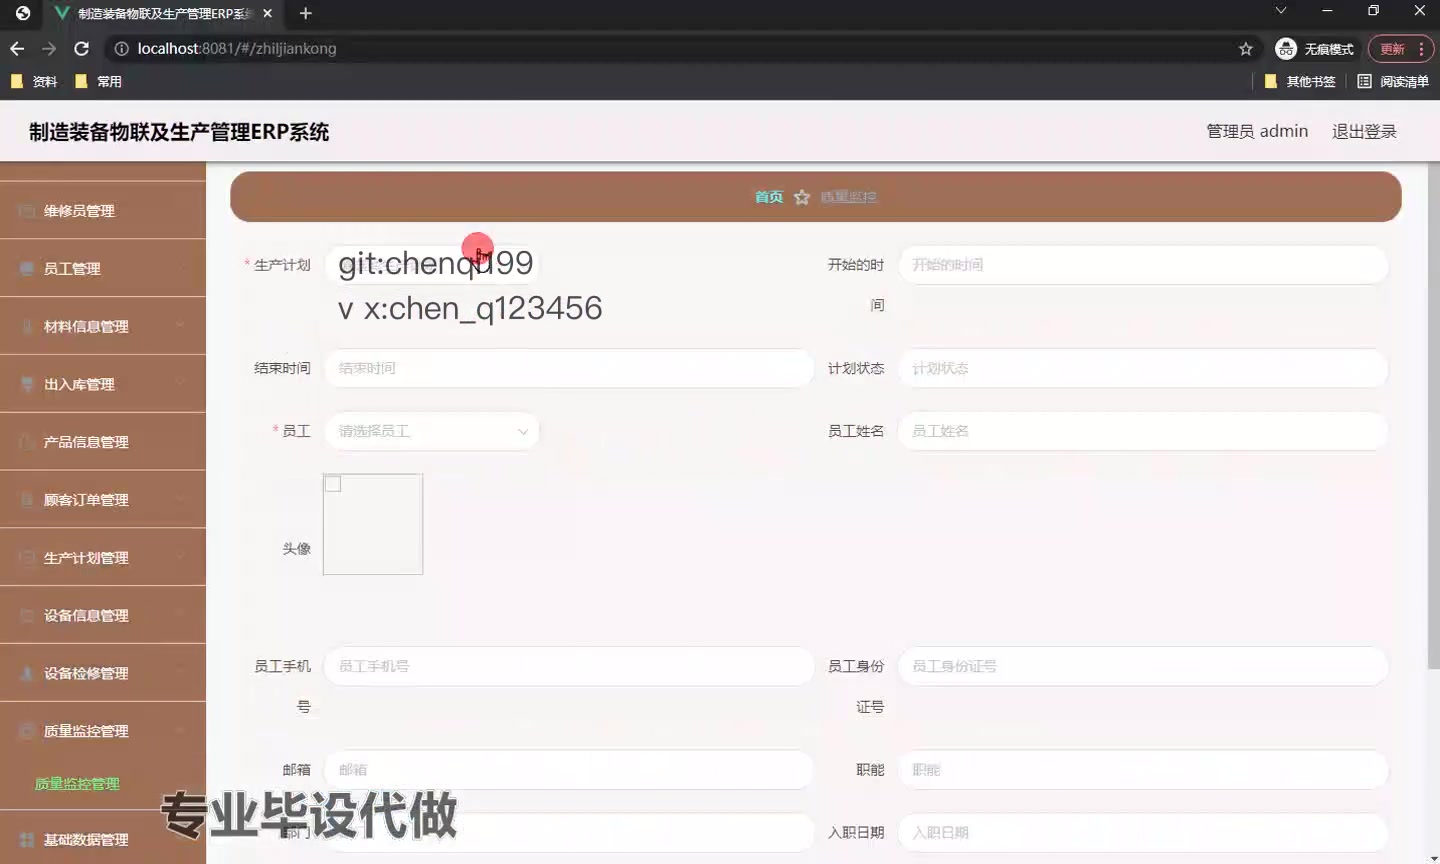 制造装备物联及生产管理ERP系统
localhost:8081/#/zhiljiankong
无痕模式
更新
资料
常用
其他书签
阅读清单
制造装备物联及生产管理ERP系统
管理员 admin
退出登录
首页
质量监控
维修员管理
员工管理
材料信息管理
出入库管理
产品信息管理
顾客订单管理
生产计划管理
设备信息管理
设备检修管理
质量监控管理
质量监控管理
基础数据管理
* 生产计划
git:chenqu99
v x:chen_q123456
开始的时
间
开始的时间
结束时间
结束时间
计划状态
计划状态
* 员工
请选择员工
员工姓名
员工姓名
头像
员工手机
号
员工手机号
员工身份
证号
员工身份证号
邮箱
邮箱
职能
职能
部门
入职日期
入职日期
专业毕设代做